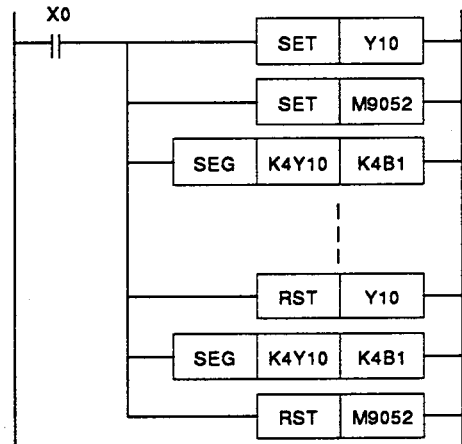 X0
SET Y10
SET M9052
SEG K4Y10 K4B1
RST Y10
SEG K4Y10 K4B1
RST M9052